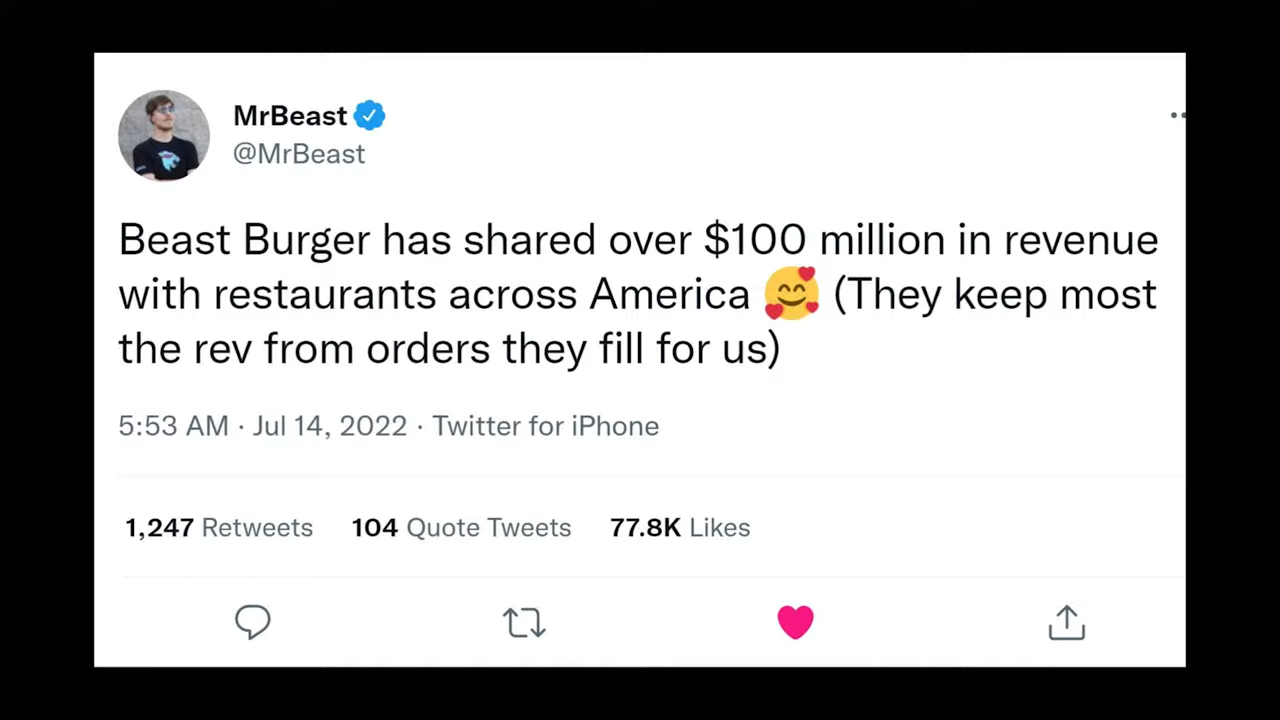 MrBeast
@MrBeast
Beast Burger has shared over $100 million in revenue
with restaurants across America 🥰 (They keep most
the rev from orders they fill for us)
5:53 AM · Jul 14, 2022 · Twitter for iPhone
1,247 Retweets 104 Quote Tweets 77.8K Likes